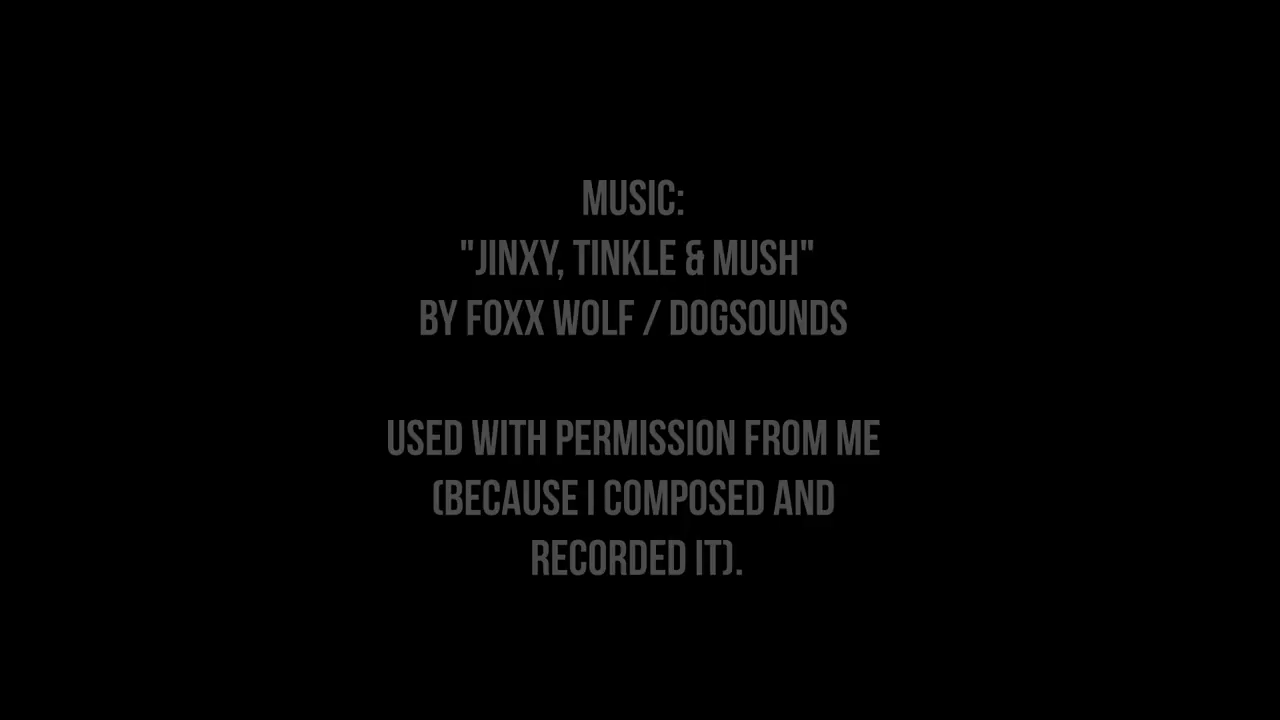 MUSIC:
"JINXY, TINKLE & MUSH"
BY FOXX WOLF / DOGSOUNDS
USED WITH PERMISSION FROM ME
(BECAUSE I COMPOSED AND
RECORDED IT).